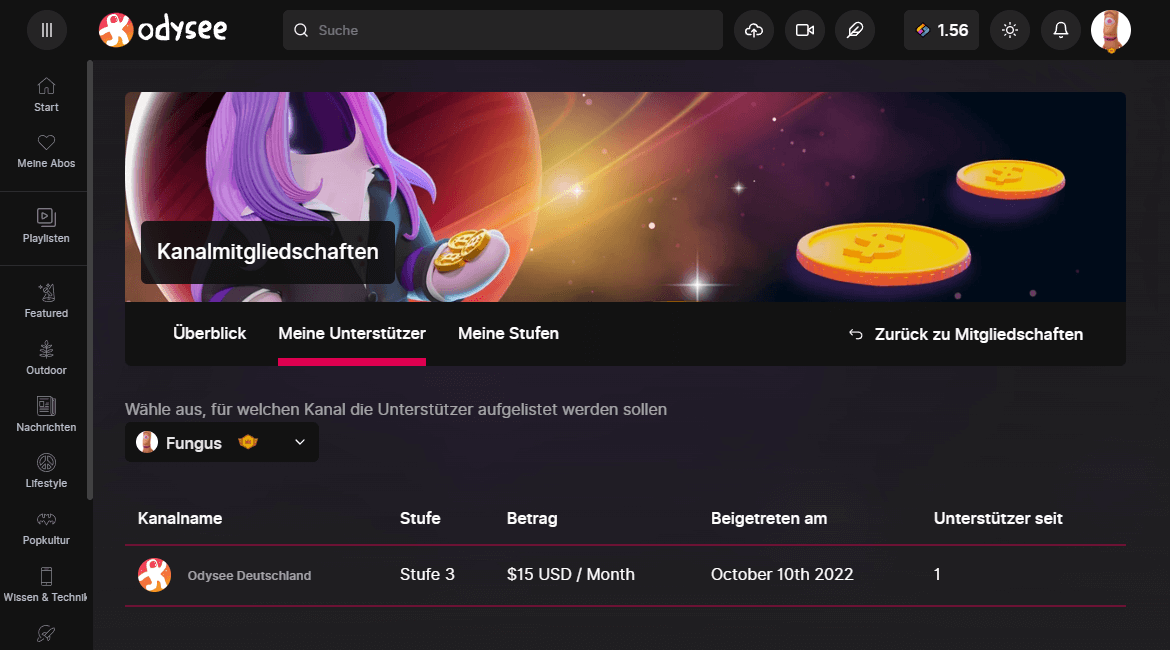 odysee
Suche
1.56
Start
Meine Abos
Playlisten
Featured
Outdoor
Nachrichten
Lifestyle
Popkultur
Wissen & Technik
Kanalmitgliedschaften
Überblick Meine Unterstützer Meine Stufen Zurück zu Mitgliedschaften
Wähle aus, für welchen Kanal die Unterstützer aufgelistet werden sollen
Fungus
Kanalname Stufe Betrag Beigetreten am Unterstützer seit
Odysee Deutschland Stufe 3 $15 USD / Month October 10th 2022 1